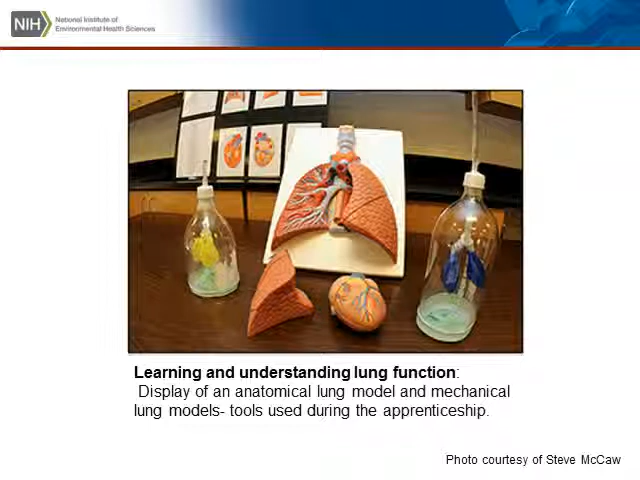 NIH
National Institute of
Environmental Health Sciences
Learning and understanding lung function:
Display of an anatomical lung model and mechanical
lung models- tools used during the apprenticeship.
Photo courtesy of Steve McCaw